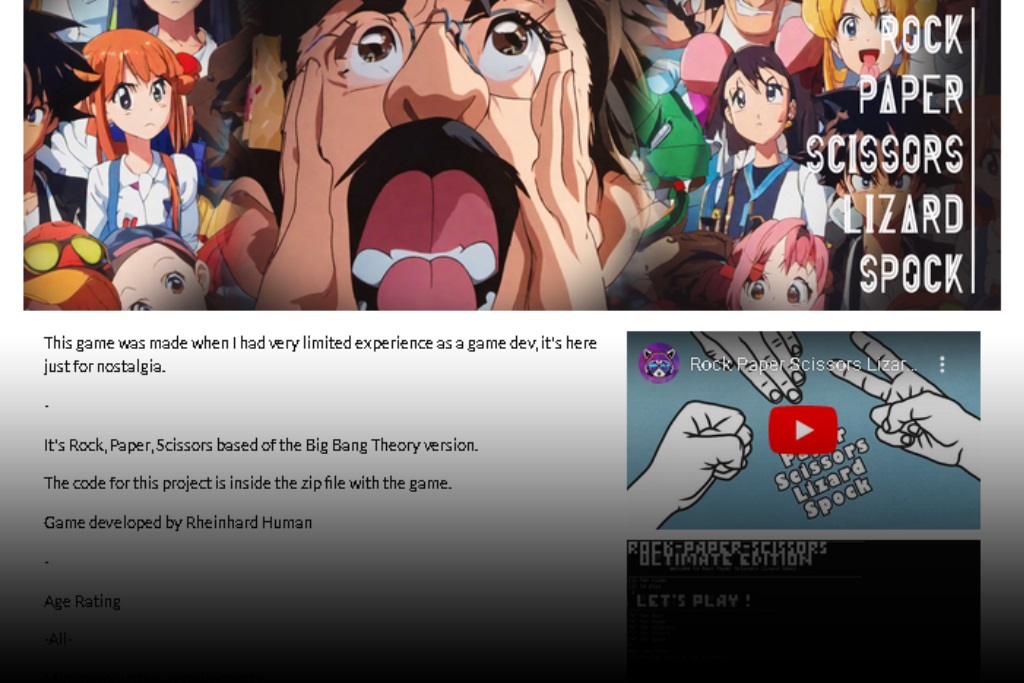 ROCK
PAPER
SCISSORS
LIZARD
SPOCK
This game was made when I had very limited experience as a game dev, it's here
just for nostalgia.
-
It's Rock, Paper, Scissors based of the Big Bang Theory version.
The code for this project is inside the zip file with the game.
Game developed by Rheinhard Human
-
Age Rating
-All-
Rock Paper Scissors Lizar...
Scissors
Lizard
Spock
ROCK-PAPER-SCISSORS
ULTIMATE EDITION
LET'S PLAY !